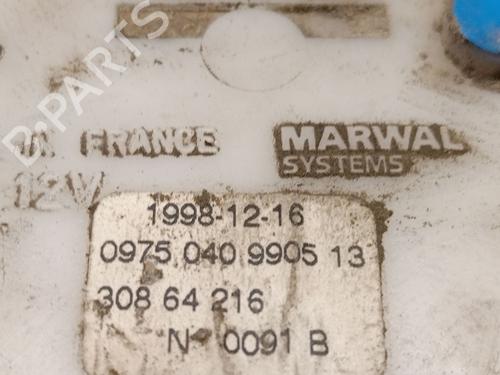 FRANCE
MARWAL
SYSTEMS
12V
1998-12-16
0975 040 9905 13
308 64 216
N 0091 B
B-PARTS